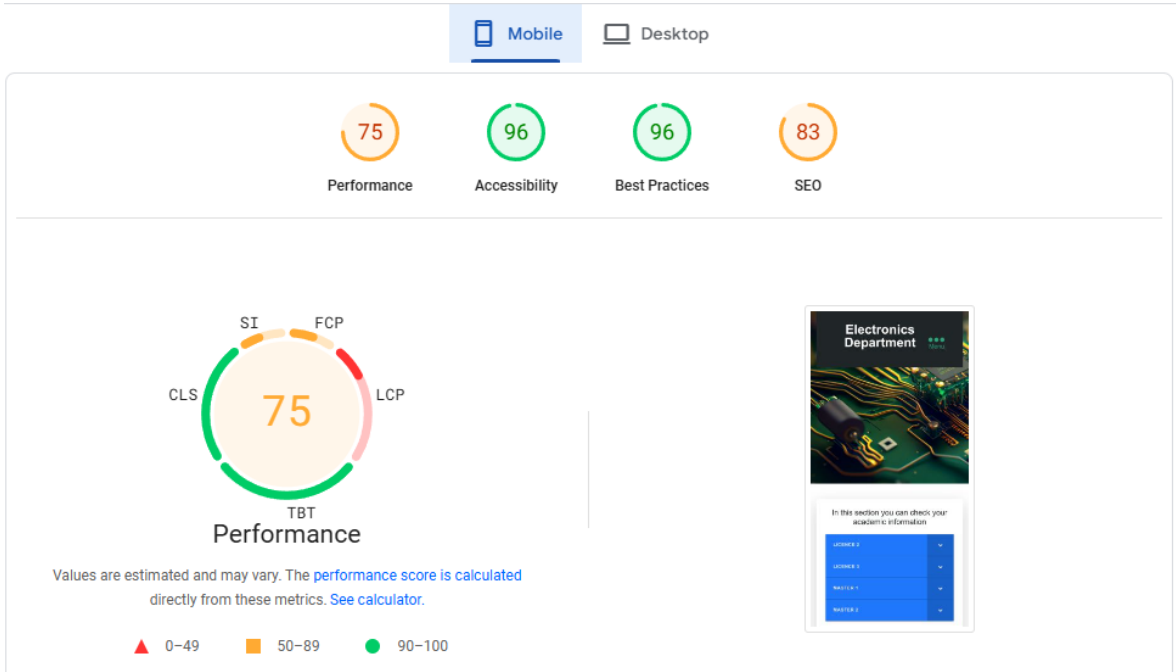 Mobile
Desktop
75
96
96
83
Performance
Accessibility
Best Practices
SEO
SI
FCP
CLS
LCP
75
TBT
Performance
Values are estimated and may vary. The performance score is calculated
directly from these metrics. See calculator.
0–49
50–89
90–100
Electronics
Department
Menu
In this section you can check your
academic information
LICENCE 2
LICENCE 3
MASTER 1
MASTER 2